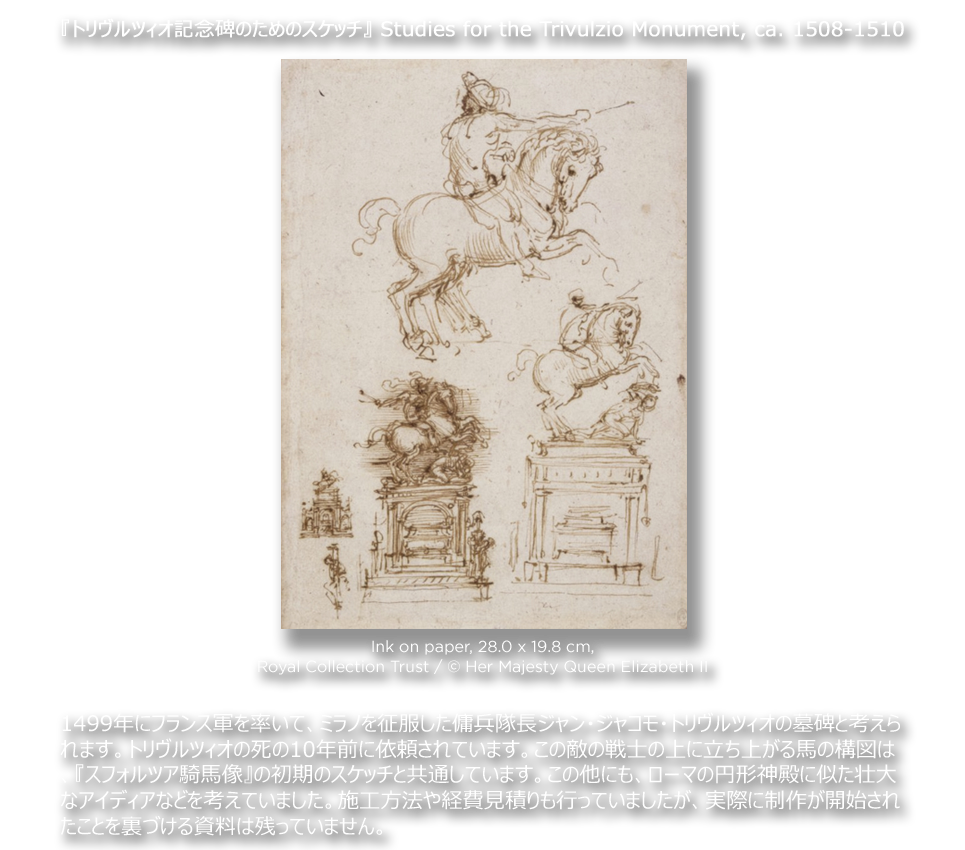 『トリヴルツィオ記念碑のためのスケッチ』 Studies for the Trivulzio Monument, ca. 1508-1510
Ink on paper, 28.0 x 19.8 cm,
Royal Collection Trust / © Her Majesty Queen Elizabeth II
1499年にフランス軍を率いて、ミラノを征服した傭兵隊長ジャン・ジャコモ・トリヴルツィオの墓碑と考えら
れます。トリヴルツィオの死の10年前に依頼されています。この敵の戦士の上に立ち上がる馬の構図は
、『スフォルツァ騎馬像』の初期のスケッチと共通しています。この他にも、ローマの円形神殿に似た壮大
なアイディアなどを考えていました。施工方法や経費見積りも行っていましたが、実際に制作が開始され
たことを裏づける資料は残っていません。